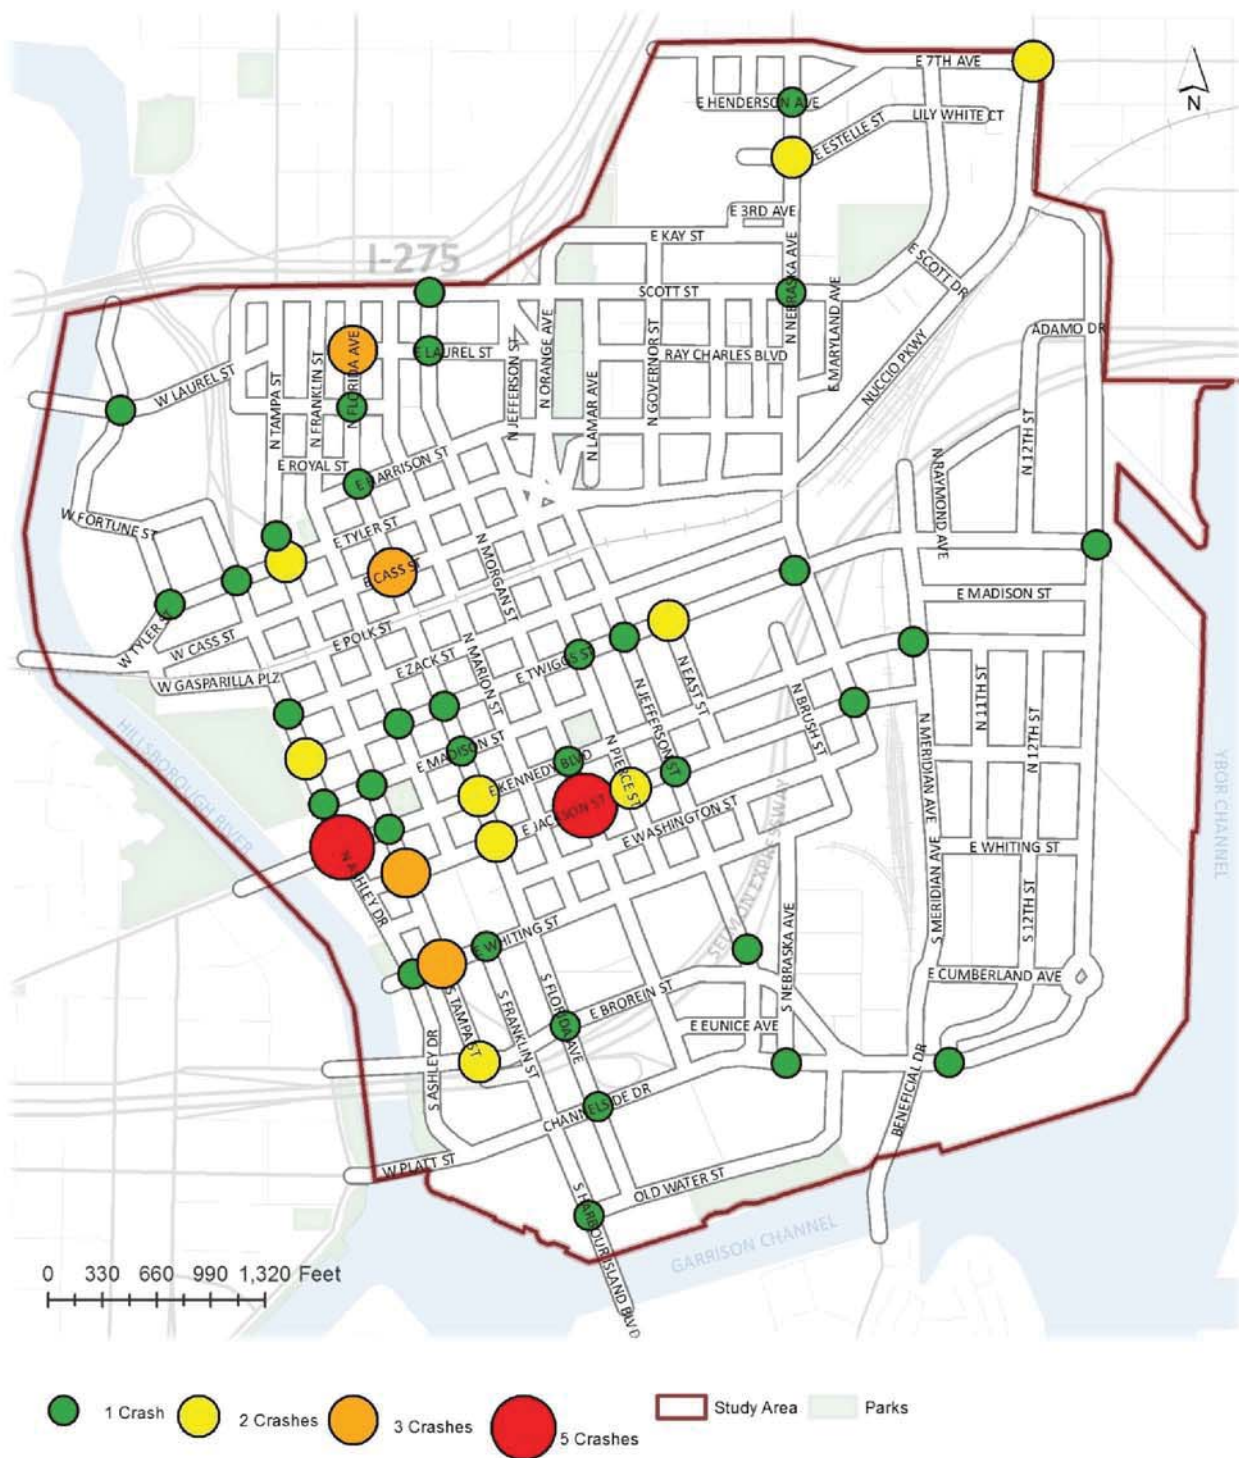 E 7TH AVE
E HENDERSON AVE
LILY WHITE CT
N
E ESTELLE ST
E 3RD AVE
E KAY ST
N NEBRASKA AVE
I-275
E SCOTT DR
SCOTT ST
E MARYLAND AVE
ADAMO DR
N FLORIDA AVE
E LAUREL ST
N JEFFERSON ST
N ORANGE AVE
N GOVERNOR ST
RAY CHARLES BLVD
NUCCIO PKWY
W LAUREL ST
N TAMPA ST
N FRANKLIN ST
N LAMAR AVE
N 12TH ST
E ROYAL ST
E HARRISON ST
N RAYMOND AVE
W FORTUNE ST
E TYLER ST
E CASS ST
N MORGAN ST
E MADISON ST
W TYLER ST
W CASS ST
E POLK ST
E ZACK ST
N MARION ST
E TWIGGS ST
W GASPARILLA PLZ
N EAST ST
N JEFFERSON ST
N BRUSH ST
N 11TH ST
N 12TH ST
N MERIDIAN AVE
HILLSBOROUGH RIVER
E MADISON ST
E KENNEDY BLVD
N PIERCE ST
E JACKSON ST
E WASHINGTON ST
YBOR CHANNEL
N ASHLEY DR
SELMON EXPRESSWAY
E WHITING ST
S MERIDIAN AVE
S 12TH ST
E WHITING ST
S NEBRASKA AVE
E CUMBERLAND AVE
S TAMPA ST
S FRANKLIN ST
S FLORIDA AVE
E BROREIN ST
E EUNICE AVE
S ASHLEY DR
BENEFICIAL DR
CHANNELSIDE DR
W PLATT ST
OLD WATER ST
S HARBOUR ISLAND BLVD
GARRISON CHANNEL
0 330 660 990 1,320 Feet
1 Crash
2 Crashes
3 Crashes
5 Crashes
Study Area
Parks